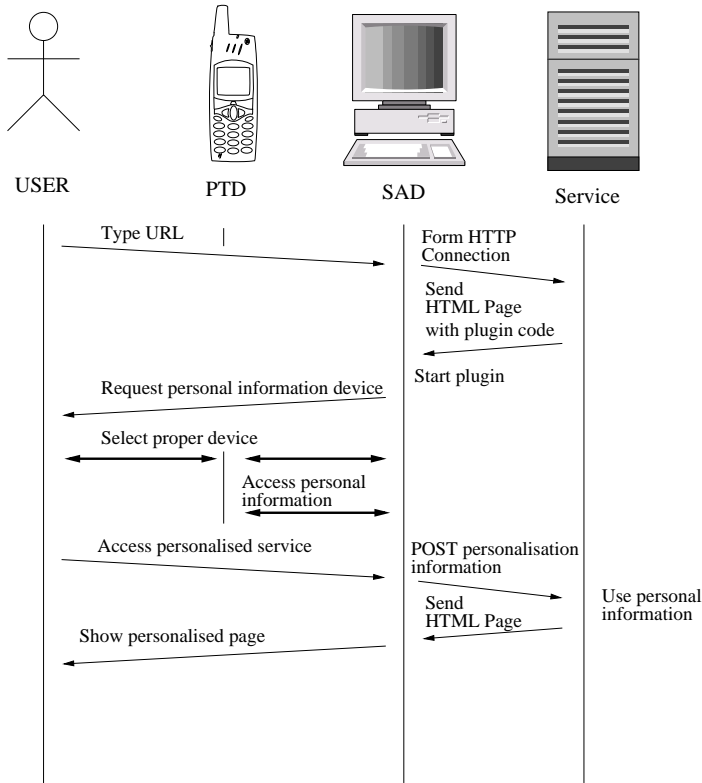 USER
PTD
SAD
Service
Type URL
Form HTTP
Connection
Send
HTML Page
with plugin code
Start plugin
Request personal information device
Select proper device
Access personal
information
Access personalised service
POST personalisation
information
Use personal
information
Send
HTML Page
Show personalised page